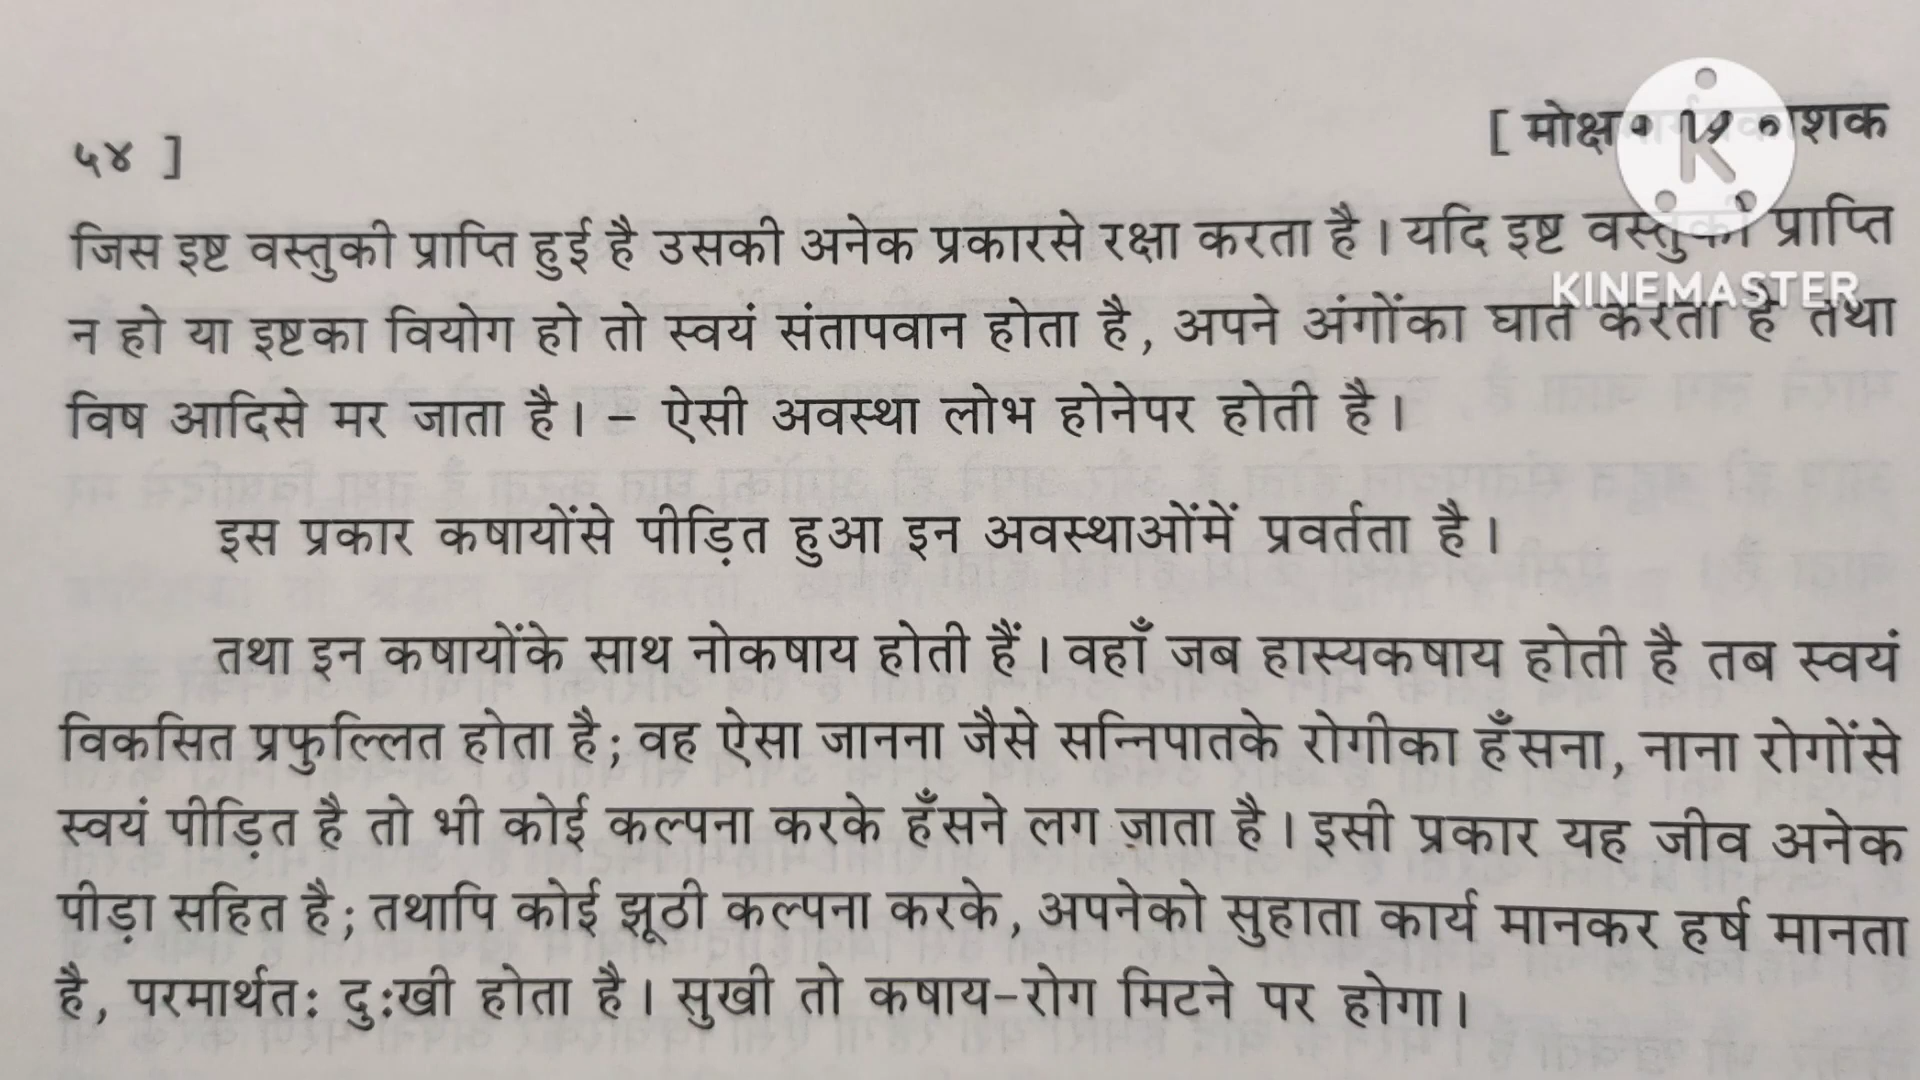 ५४ ]
[ मोक्षमार्गप्रकाशक
जिस इष्ट वस्तुकी प्राप्ति हुई है उसकी अनेक प्रकारसे रक्षा करता है । यदि इष्ट वस्तुकी प्राप्ति
KINEMASTER
न हो या इष्टका वियोग हो तो स्वयं संतापवान होता है, अपने अंगोंका घात करता है तथा
विष आदिसे मर जाता है। – ऐसी अवस्था लोभ होनेपर होती है।
इस प्रकार कषायोंसे पीड़ित हुआ इन अवस्थाओंमें प्रवर्तता है।
तथा इन कषायोंके साथ नोकषाय होती हैं । वहाँ जब हास्यकषाय होती है तब स्वयं
विकसित प्रफुल्लित होता है; वह ऐसा जानना जैसे सन्निपातके रोगीका हँसना, नाना रोगोंसे
स्वयं पीड़ित है तो भी कोई कल्पना करके हँसने लग जाता है । इसी प्रकार यह जीव अनेक
पीड़ा सहित है; तथापि कोई झूठी कल्पना करके, अपनेको सुहाता कार्य मानकर हर्ष मानता
है, परमार्थतः दुःखी होता है। सुखी तो कषाय-रोग मिटने पर होगा।